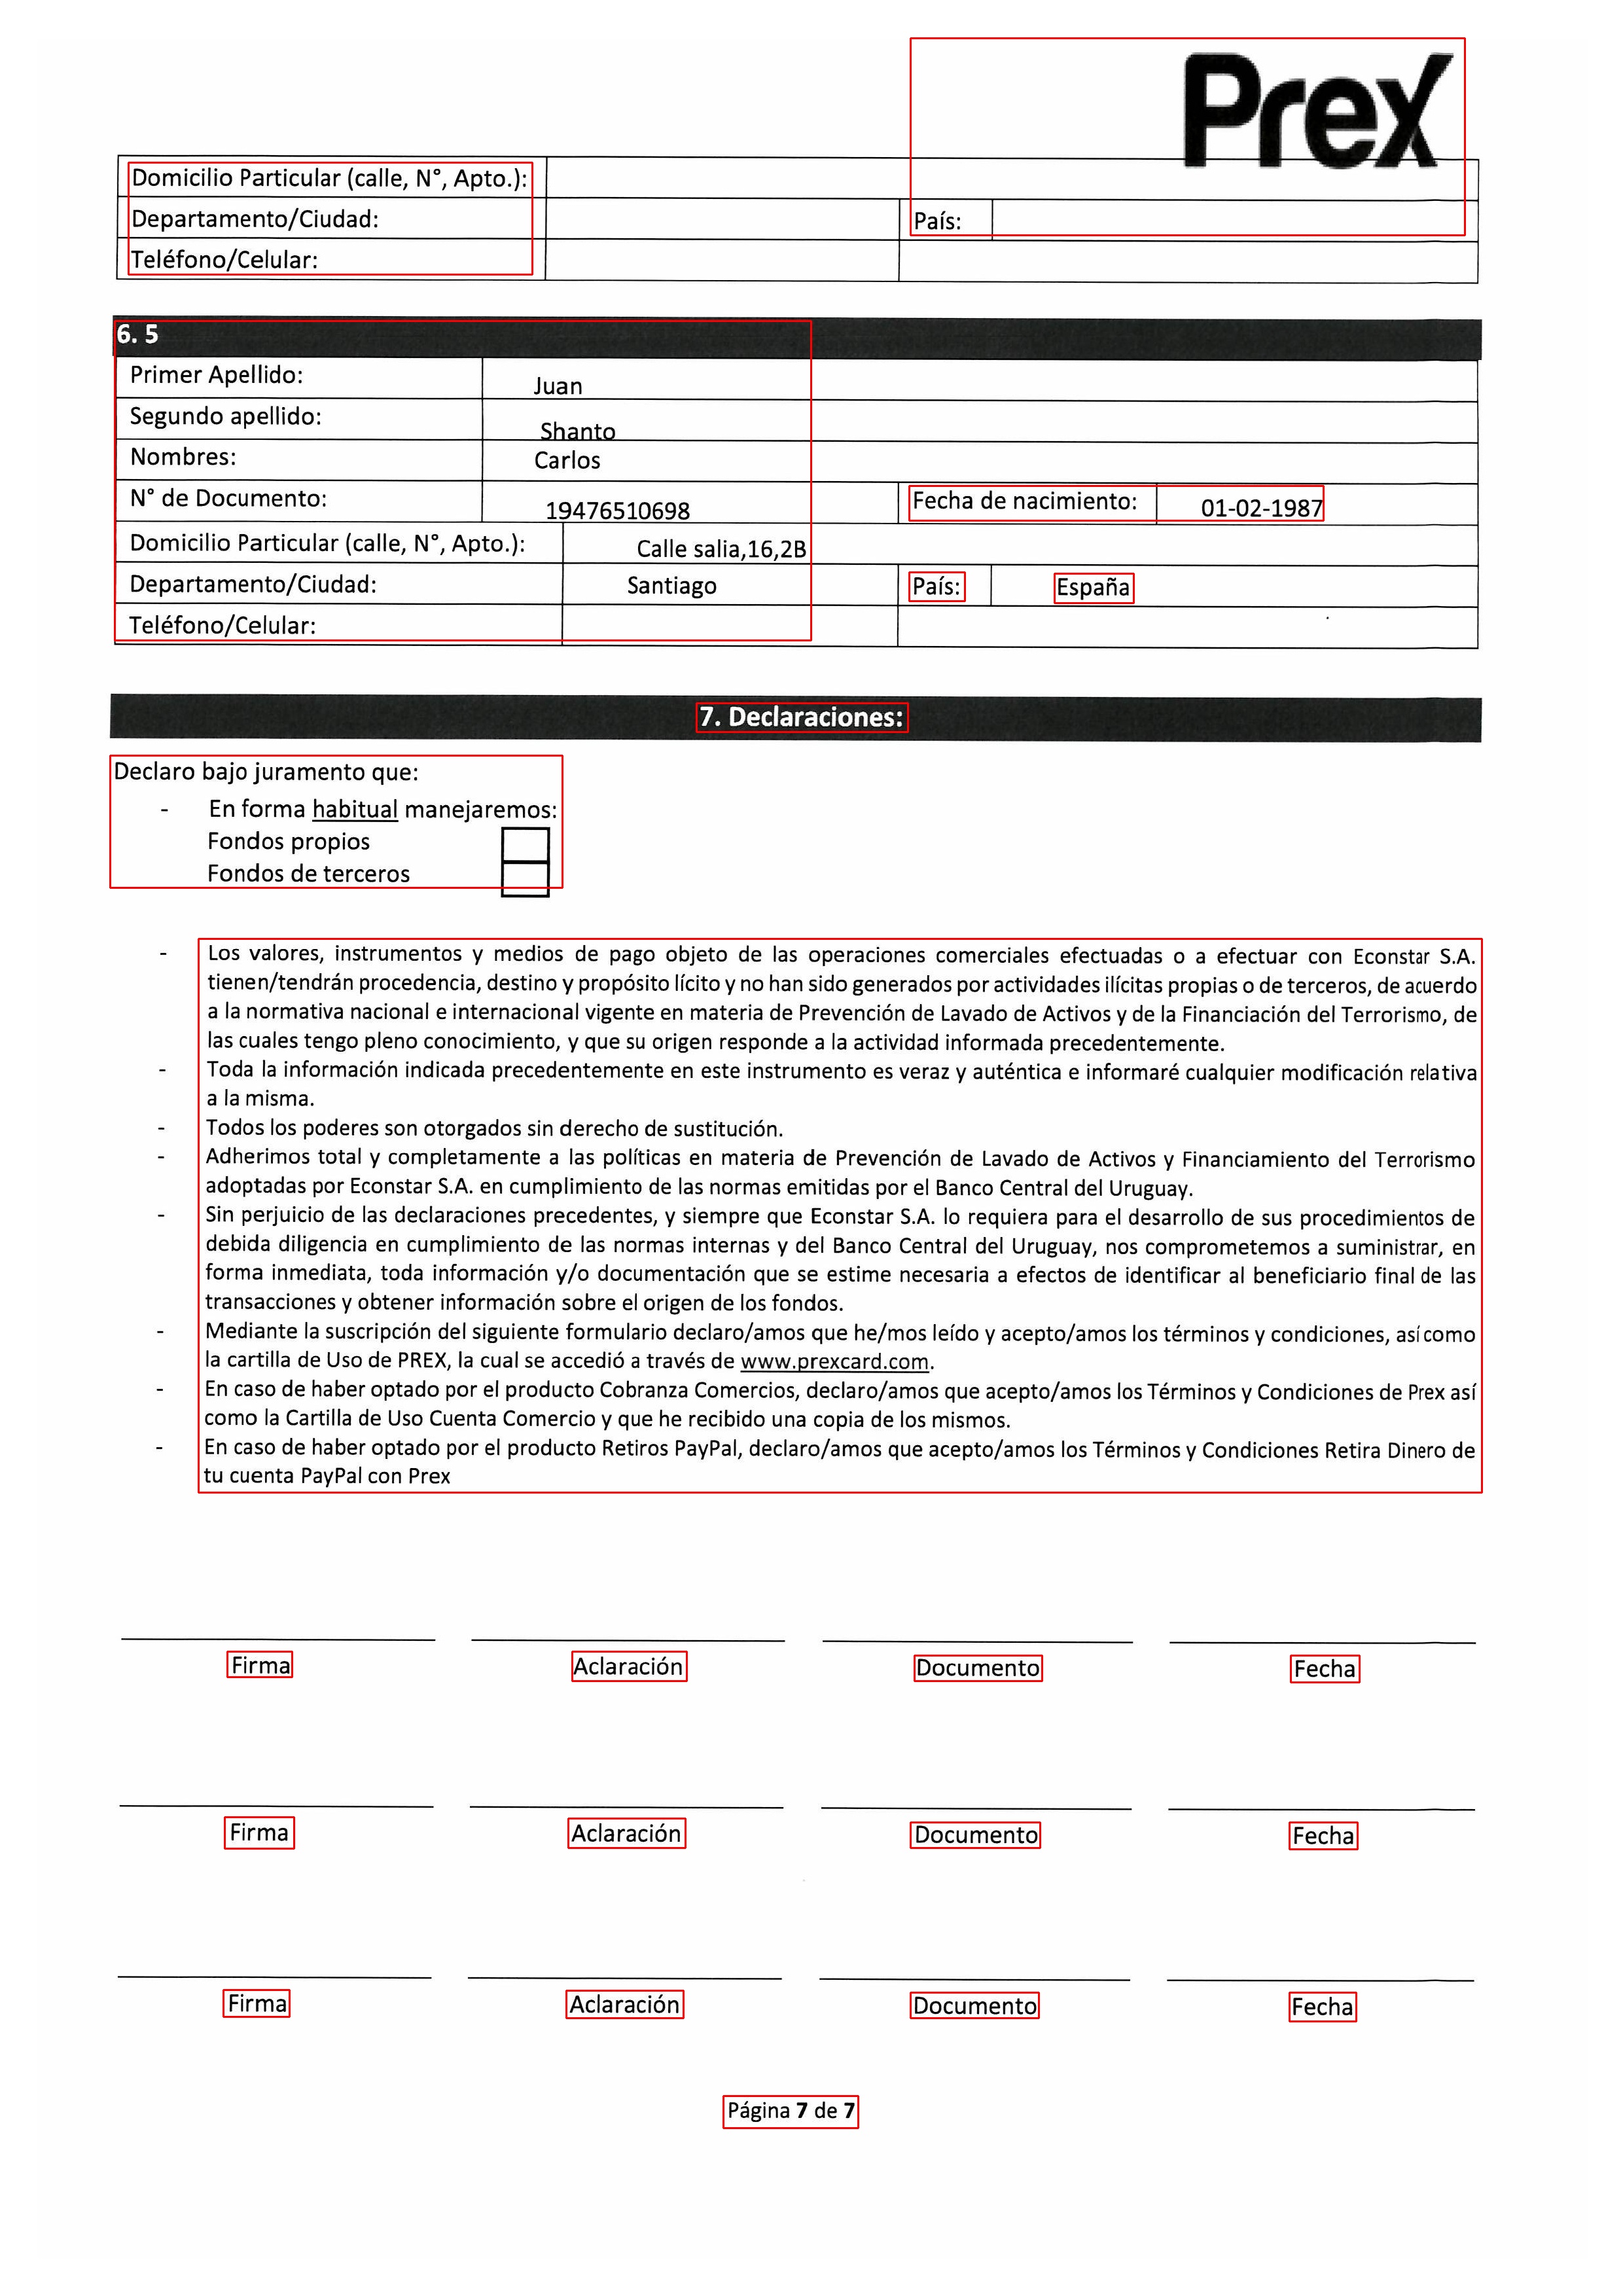 Prex
Domicilio Particular (calle, N°, Apto.):
Departamento/Ciudad: País:
Teléfono/Celular:
6. 5
Primer Apellido: Juan
Segundo apellido: Shanto
Nombres: Carlos
N° de Documento: 19476510698 Fecha de nacimiento: 01-02-1987
Domicilio Particular (calle, N°, Apto.): Calle salia,16,2B
Departamento/Ciudad: Santiago País: España
Teléfono/Celular:
7. Declaraciones:
Declaro bajo juramento que:
- En forma habitual manejaremos:
Fondos propios
Fondos de terceros
- Los valores, instrumentos y medios de pago objeto de las operaciones comerciales efectuadas o a efectuar con Econstar S.A.
tienen/tendrán procedencia, destino y propósito lícito y no han sido generados por actividades ilícitas propias o de terceros, de acuerdo
a la normativa nacional e internacional vigente en materia de Prevención de Lavado de Activos y de la Financiación del Terrorismo, de
las cuales tengo pleno conocimiento, y que su origen responde a la actividad informada precedentemente.
- Toda la información indicada precedentemente en este instrumento es veraz y auténtica e informaré cualquier modificación relativa
a la misma.
- Todos los poderes son otorgados sin derecho de sustitución.
- Adherimos total y completamente a las políticas en materia de Prevención de Lavado de Activos y Financiamiento del Terrorismo
adoptadas por Econstar S.A. en cumplimiento de las normas emitidas por el Banco Central del Uruguay.
- Sin perjuicio de las declaraciones precedentes, y siempre que Econstar S.A. lo requiera para el desarrollo de sus procedimientos de
debida diligencia en cumplimiento de las normas internas y del Banco Central del Uruguay, nos comprometemos a suministrar, en
forma inmediata, toda información y/o documentación que se estime necesaria a efectos de identificar al beneficiario final de las
transacciones y obtener información sobre el origen de los fondos.
- Mediante la suscripción del siguiente formulario declaro/amos que he/mos leído y acepto/amos los términos y condiciones, así como
la cartilla de Uso de PREX, la cual se accedió a través de www.prexcard.com.
- En caso de haber optado por el producto Cobranza Comercios, declaro/amos que acepto/amos los Términos y Condiciones de Prex así
como la Cartilla de Uso Cuenta Comercio y que he recibido una copia de los mismos.
- En caso de haber optado por el producto Retiros PayPal, declaro/amos que acepto/amos los Términos y Condiciones Retira Dinero de
tu cuenta PayPal con Prex
Firma Aclaración Documento Fecha
Firma Aclaración Documento Fecha
Firma Aclaración Documento Fecha
Página 7 de 7